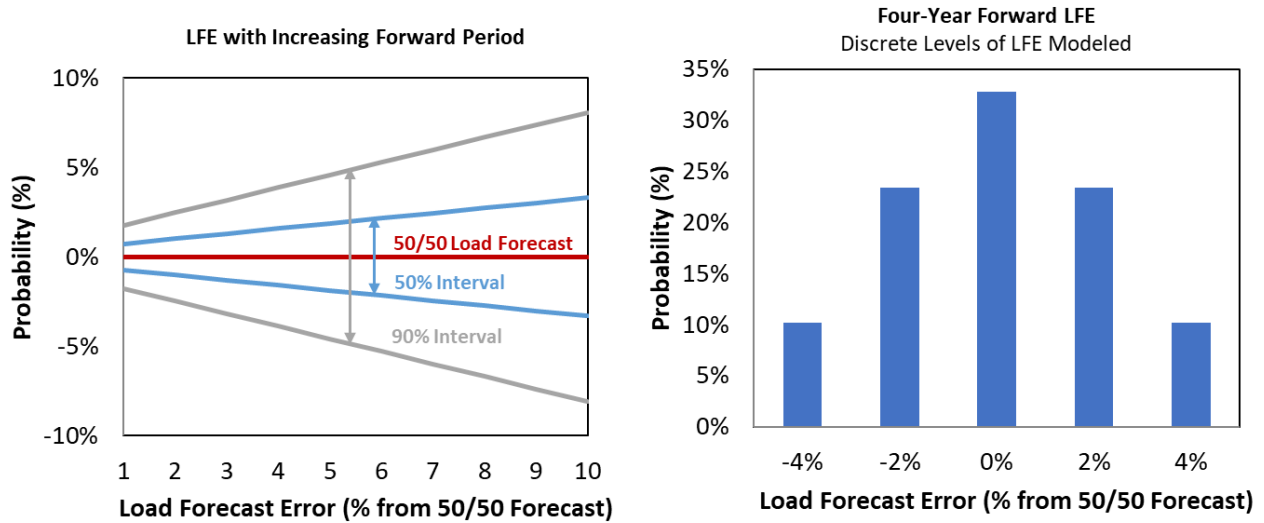 LFE with Increasing Forward Period
10%
5%
0%
-5%
-10%
Probability (%)
50/50 Load Forecast
50% Interval
90% Interval
1 2 3 4 5 6 7 8 9 10
Load Forecast Error (% from 50/50 Forecast)
Four-Year Forward LFE
Discrete Levels of LFE Modeled
35%
30%
25%
20%
15%
10%
5%
0%
Probability (%)
-4% -2% 0% 2% 4%
Load Forecast Error (% from 50/50 Forecast)